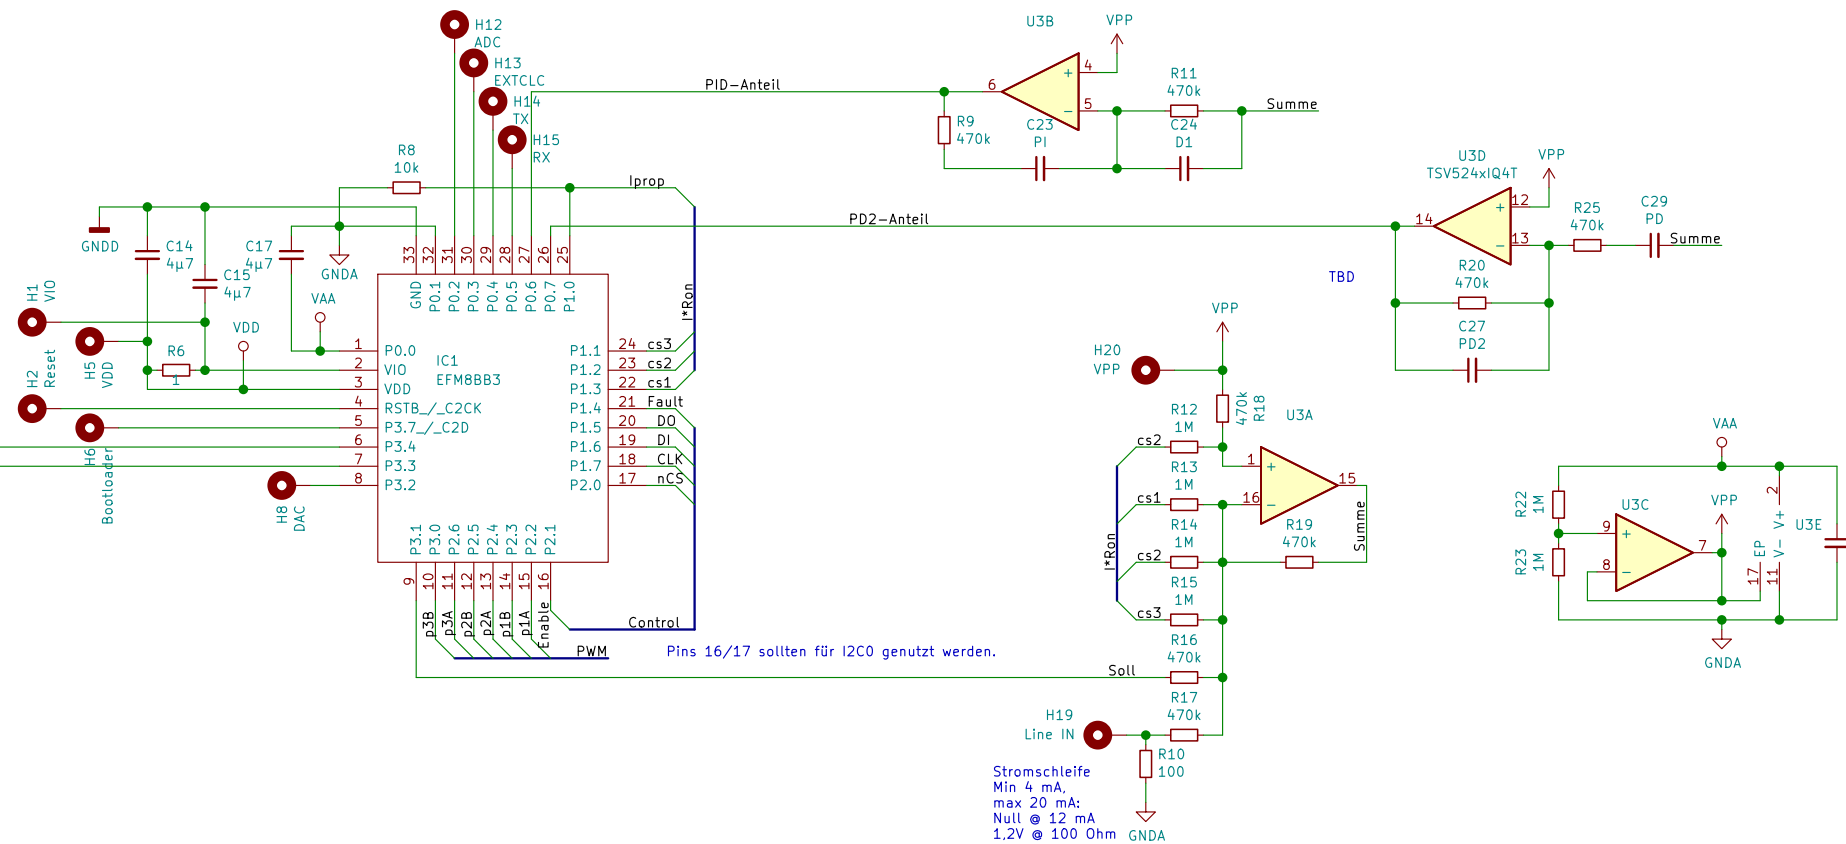 H12
ADC
H13
EXTCLC
H14
TX
H15
RX
R8
10k
Iprop
PID-Anteil
U3B
VPP
6
4
5
+
−
R9
470k
C23
PI
R11
470k
C24
D1
Summe
PD2-Anteil
U3D
TSV524xIQ4T
VPP
14
12
13
+
−
R25
470k
C29
PD
Summe
R20
470k
C27
PD2
TBD
GNDD
C14
4µ7
C15
4µ7
C17
4µ7
GNDA
VAA
VDD
H1
VIO
H5
VDD
R6
1
H2
Reset
H6
Bootloader
H8
DAC
33
32
31
30
29
28
27
26
25
GND
P0.1
P0.2
P0.3
P0.4
P0.5
P0.6
P0.7
P1.0
IC1
EFM8BB3
1
P0.0
2
VIO
3
VDD
4
RSTB_/_C2CK
5
P3.7_/_C2D
6
P3.4
7
P3.3
8
P3.2
P1.1
24
cs3
P1.2
23
cs2
P1.3
22
cs1
P1.4
21
Fault
P1.5
20
DO
P1.6
19
DI
P1.7
18
CLK
P2.0
17
nCS
I*Ron
P3.1
P3.0
P2.6
P2.5
P2.4
P2.3
P2.2
P2.1
9
10
11
12
13
14
15
16
p3B
p3A
p2B
p2A
p1B
p1A
Enable
Control
PWM
Pins 16/17 sollten für I2C0 genutzt werden.
Soll
VPP
H20
VPP
470k
R18
U3A
R12
1M
cs2
R13
1M
cs1
R14
1M
cs2
R15
1M
cs3
I*Ron
1
16
15
+
−
R19
470k
Summe
R16
470k
R17
470k
H19
Line IN
R10
100
GNDA
Stromschleife
Min 4 mA,
max 20 mA:
Null @ 12 mA
1,2V @ 100 Ohm
VAA
R22
1M
R23
1M
U3C
9
8
7
+
−
VPP
EP
17
2
V+
V-
11
U3E
GNDA